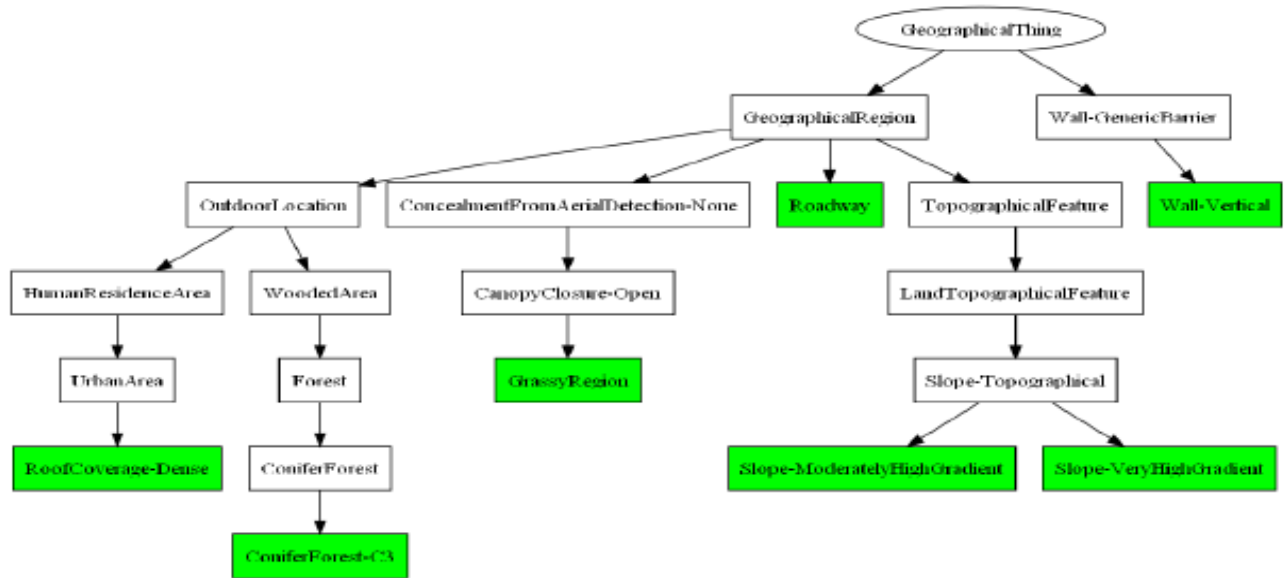 GeographicalThing
GeographicalRegion
Wall-GenericBarrier
OutdoorLocation
ConcealmentFromAerialDetection-None
Roadway
TopographicalFeature
Wall-Vertical
HumanResidenceArea
WoodedArea
CanopyClosure-Open
LandTopographicalFeature
UrbanArea
Forest
GrassyRegion
Slope-Topographical
RoofCoverage-Dense
ConiferForest
Slope-ModeratelyHighGradient
Slope-VeryHighGradient
ConiferForest-C3